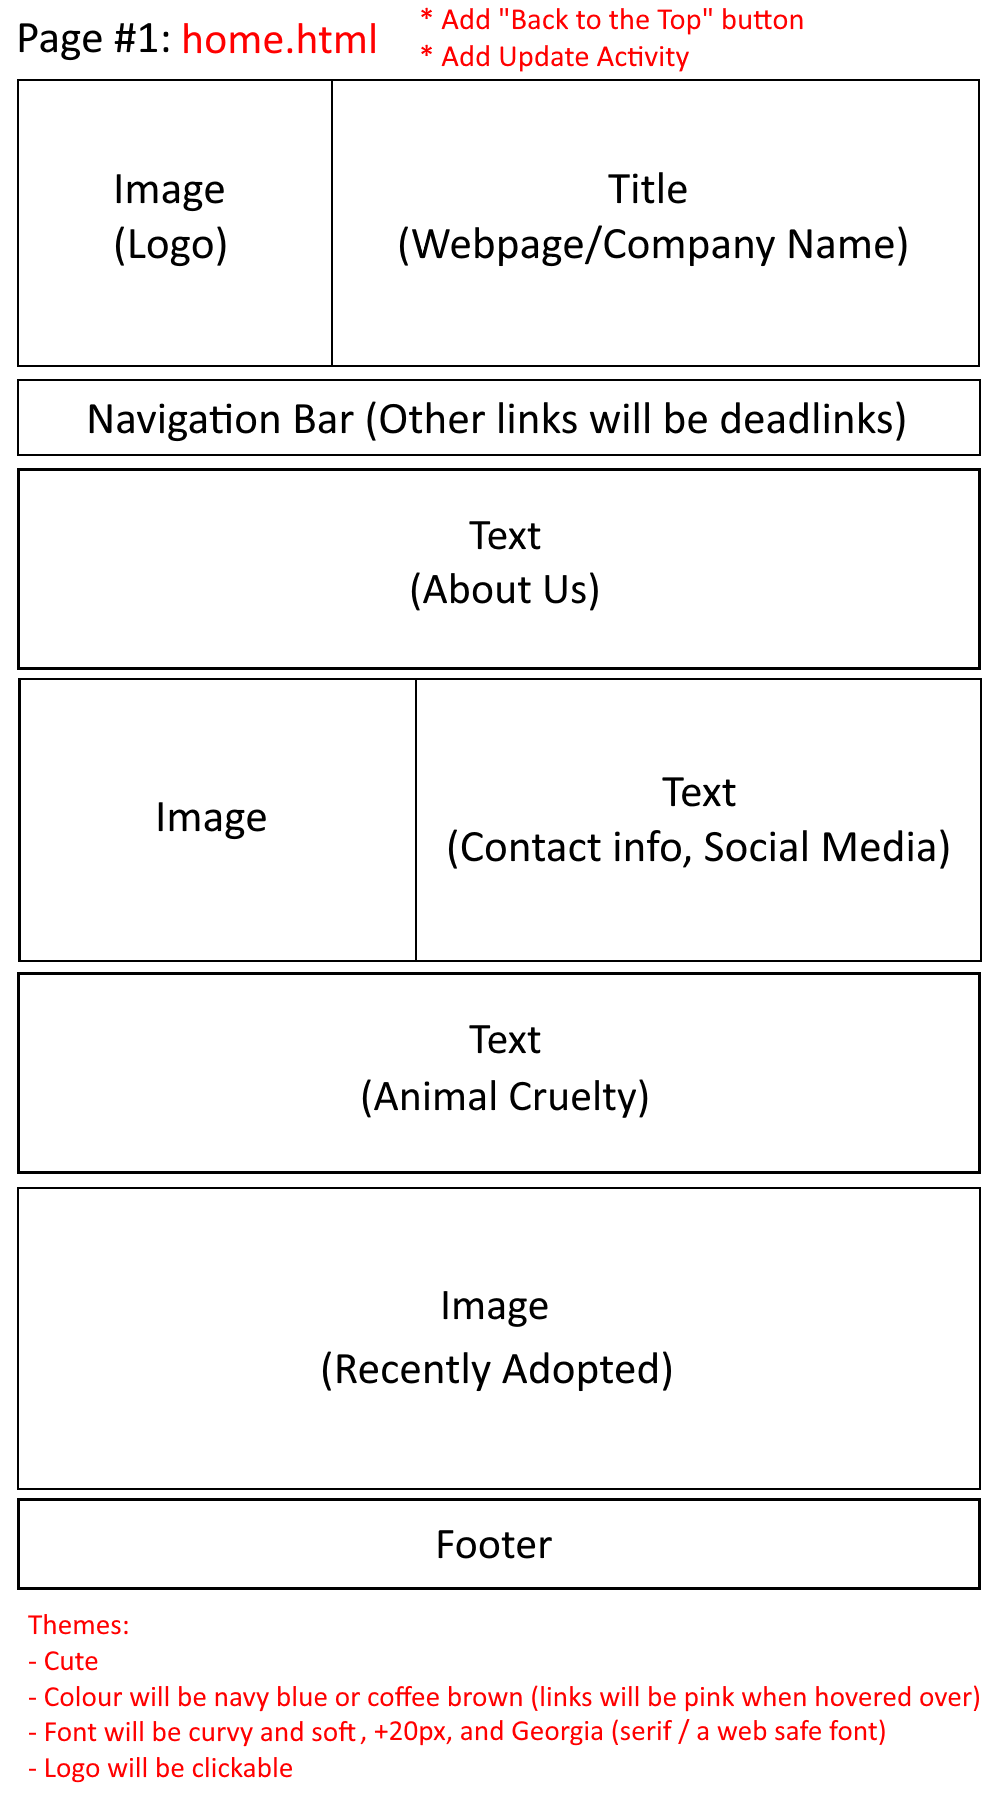 Page #1: home.html
* Add "Back to the Top" button
* Add Update Activity
Image
(Logo)
Title
(Webpage/Company Name)
Navigation Bar (Other links will be deadlinks)
Text
(About Us)
Image
Text
(Contact info, Social Media)
Text
(Animal Cruelty)
Image
(Recently Adopted)
Footer
Themes:
- Cute
- Colour will be navy blue or coffee brown (links will be pink when hovered over)
- Font will be curvy and soft, +20px, and Georgia (serif / a web safe font)
- Logo will be clickable